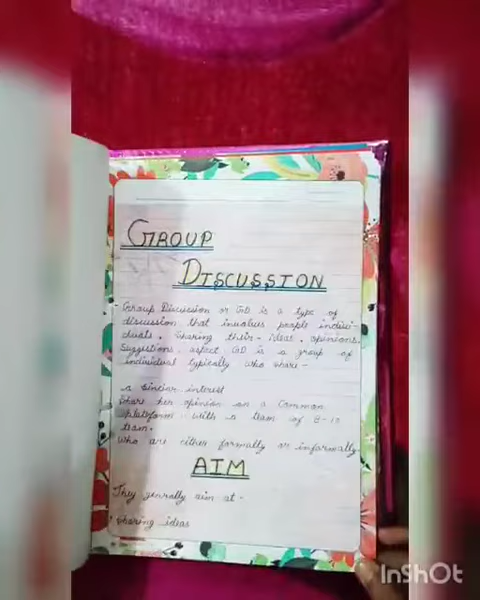 GROUP
DISCUSSION
Group Discussion or GD is a type of
discussion that involves people indivi-
duals, sharing their ideas, opinions,
suggestions, aspect GD is a group of
individual typically who share -
a sincior interest
Share her opinion on a common
platform with a team of 8-10
team.
who are either formally or informally.
AIM
They generally aim at -
sharing ideas
InShOt